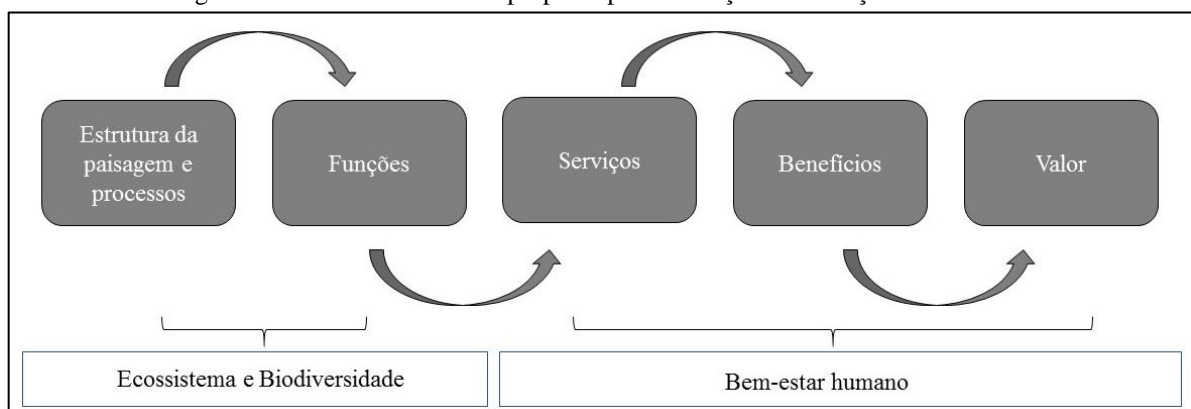 Estrutura da
paisagem e
processos
Funções
Serviços
Benefícios
Valor
Ecossistema e Biodiversidade
Bem-estar humano